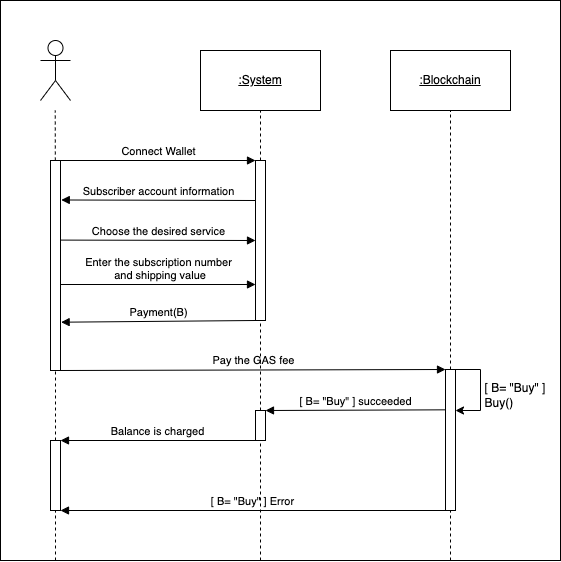 :System
:Blockchain
Connect Wallet
Subscriber account information
Choose the desired service
Enter the subscription number
and shipping value
Payment(B)
Pay the GAS fee
[ B= "Buy" ]
Buy()
[ B= "Buy" ] succeeded
Balance is charged
[ B= "Buy" ] Error